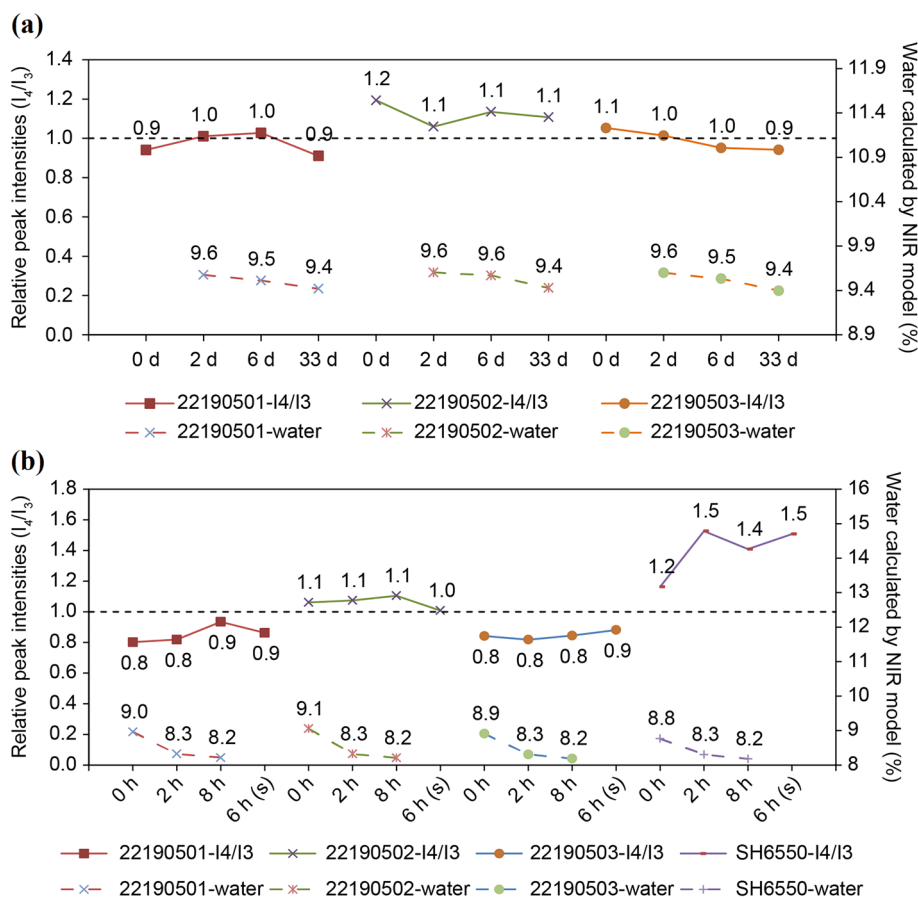 (a)
Relative peak intensities (I4/I3)
1.4
1.2
1.0
0.8
0.6
0.4
0.2
0.0
0.9 1.0 1.0 0.9
1.2 1.1 1.1 1.1
1.1 1.0 1.0 0.9
9.6 9.5 9.4
9.6 9.6 9.4
9.6 9.5 9.4
11.9
11.4
10.9
10.4
9.9
9.4
8.9
Water calculated by NIR model (%)
0 d 2 d 6 d 33 d 0 d 2 d 6 d 33 d 0 d 2 d 6 d 33 d
22190501-I4/I3 22190502-I4/I3 22190503-I4/I3
22190501-water 22190502-water 22190503-water
(b)
Relative peak intensities (I4/I3)
1.8
1.6
1.4
1.2
1.0
0.8
0.6
0.4
0.2
0.0
0.8 0.8 0.9 0.9
1.1 1.1 1.1 1.0
0.8 0.8 0.8 0.9
1.2 1.5 1.4 1.5
9.0 8.3 8.2
9.1 8.3 8.2
8.9 8.3 8.2
8.8 8.3 8.2
16
15
14
13
12
11
10
9
8
Water calculated by NIR model (%)
0 h 2 h 8 h 6 h (s) 0 h 2 h 8 h 6 h (s) 0 h 2 h 8 h 6 h (s) 0 h 2 h 8 h 6 h (s)
22190501-I4/I3 22190502-I4/I3 22190503-I4/I3 SH6550-I4/I3
22190501-water 22190502-water 22190503-water SH6550-water